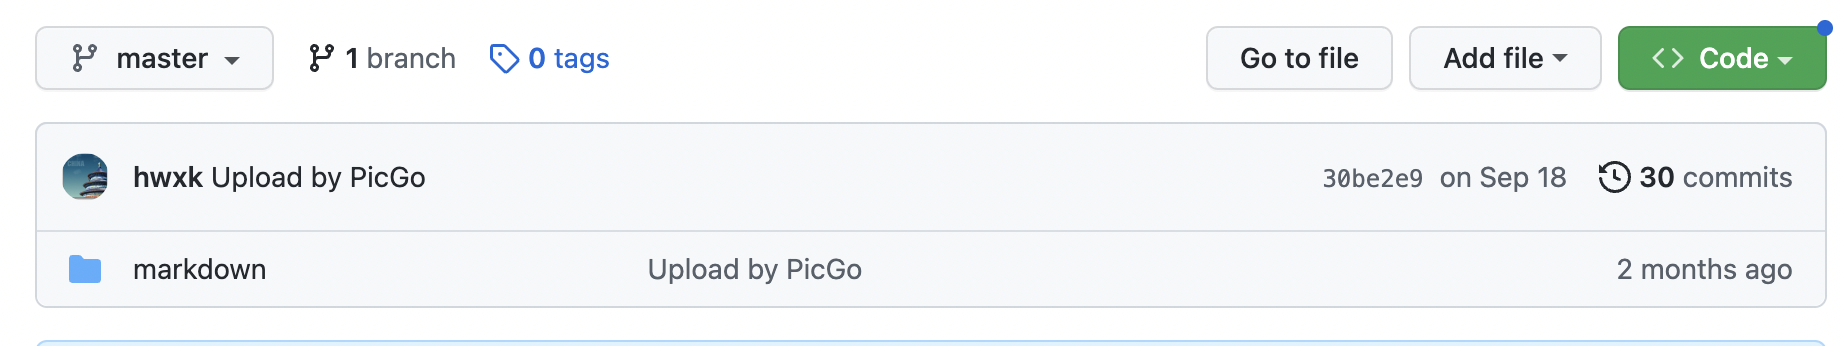 master 1 branch 0 tags Go to file Add file Code
hwxk Upload by PicGo 30be2e9 on Sep 18 30 commits
markdown Upload by PicGo 2 months ago